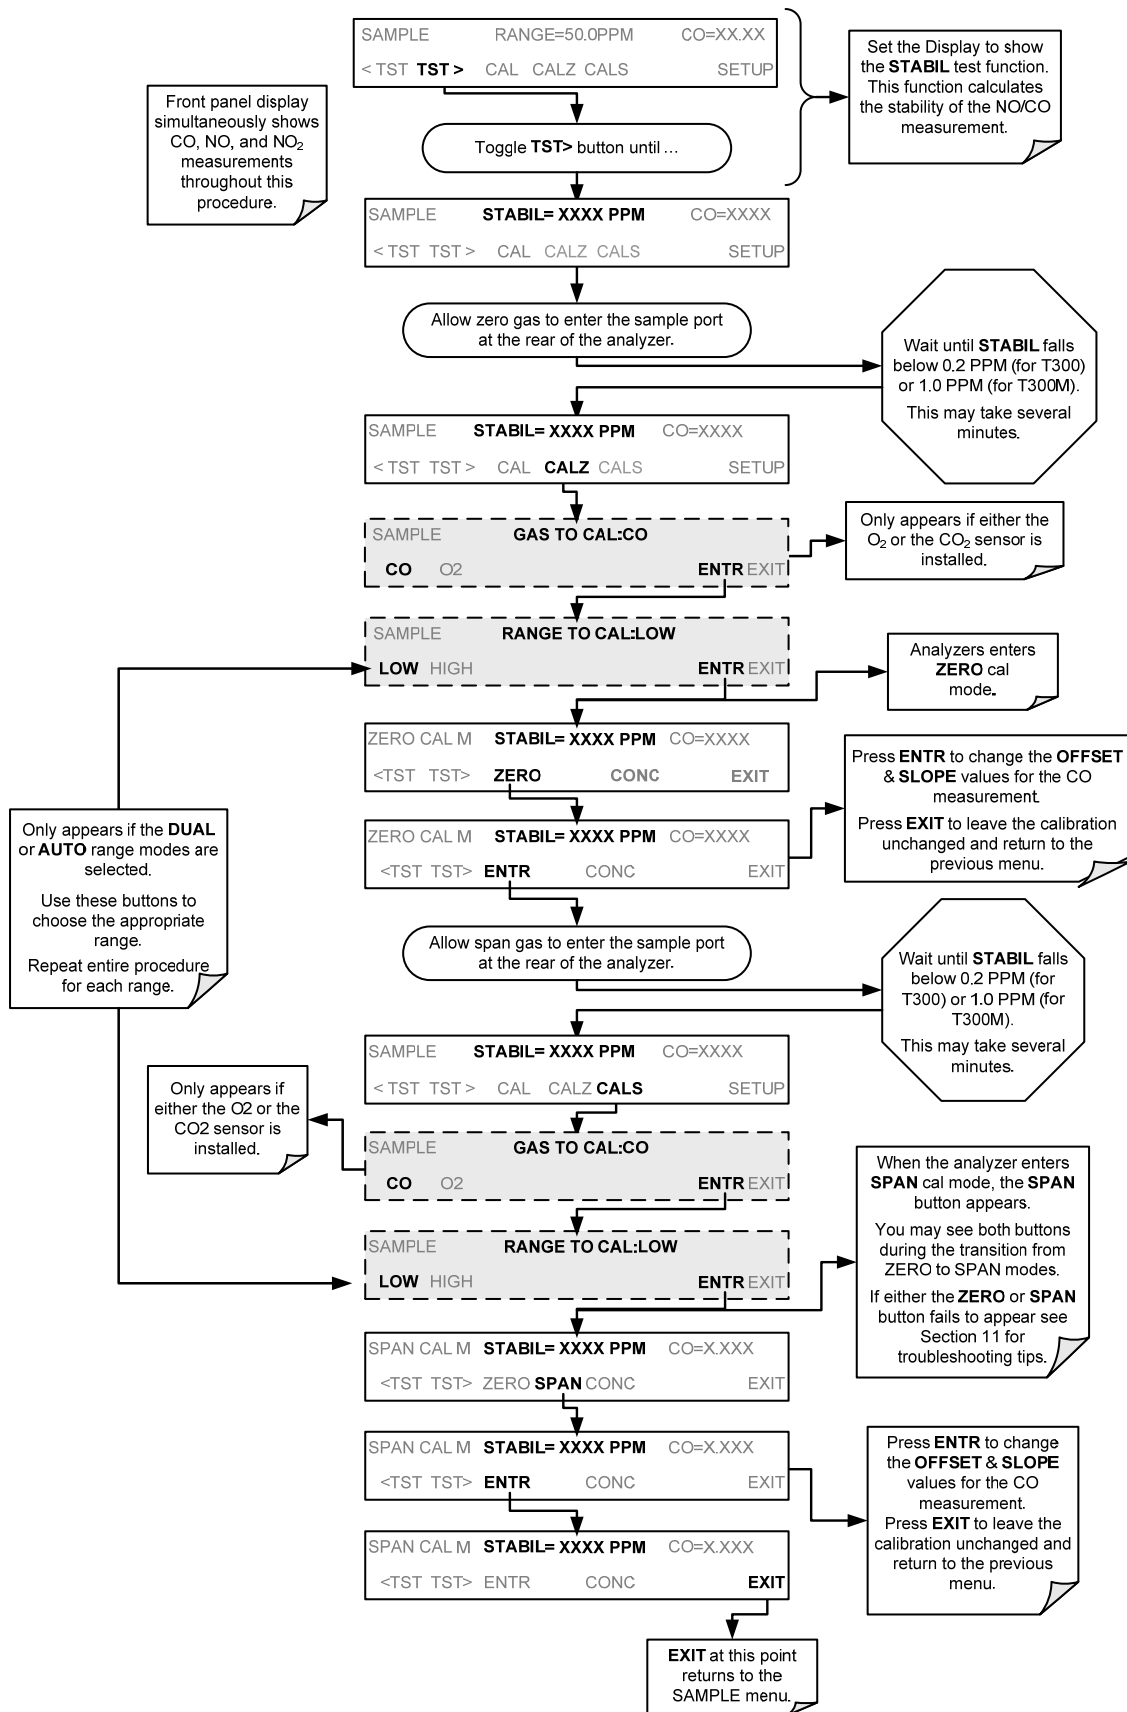 SAMPLE RANGE=50.0PPM CO=XX.XX
< TST TST > CAL CALZ CALS SETUP
Set the Display to show
the STABIL test function.
This function calculates
the stability of the NO/CO
measurement.
Front panel display
simultaneously shows
CO, NO, and NO2
measurements
throughout this
procedure.
Toggle TST> button until ...
SAMPLE STABIL= XXXX PPM CO=XXXX
< TST TST > CAL CALZ CALS SETUP
Allow zero gas to enter the sample port
at the rear of the analyzer.
Wait until STABIL falls
below 0.2 PPM (for T300)
or 1.0 PPM (for T300M).
This may take several
minutes.
SAMPLE STABIL= XXXX PPM CO=XXXX
< TST TST > CAL CALZ CALS SETUP
SAMPLE GAS TO CAL:CO
CO O2 ENTR EXIT
Only appears if either the
O2 or the CO2 sensor is
installed.
SAMPLE RANGE TO CAL:LOW
LOW HIGH ENTR EXIT
Analyzers enters
ZERO cal
mode.
ZERO CAL M STABIL= XXXX PPM CO=XXXX
<TST TST> ZERO CONC EXIT
Press ENTR to change the OFFSET
& SLOPE values for the CO
measurement.
Press EXIT to leave the calibration
unchanged and return to the
previous menu.
Only appears if the DUAL
or AUTO range modes are
selected.
Use these buttons to
choose the appropriate
range.
Repeat entire procedure
for each range.
ZERO CAL M STABIL= XXXX PPM CO=XXXX
<TST TST> ENTR CONC EXIT
Allow span gas to enter the sample port
at the rear of the analyzer.
Wait until STABIL falls
below 0.2 PPM (for
T300) or 1.0 PPM (for
T300M).
This may take several
minutes.
SAMPLE STABIL= XXXX PPM CO=XXXX
< TST TST > CAL CALZ CALS SETUP
Only appears if
either the O2 or the
CO2 sensor is
installed.
SAMPLE GAS TO CAL:CO
CO O2 ENTR EXIT
SAMPLE RANGE TO CAL:LOW
LOW HIGH ENTR EXIT
When the analyzer enters
SPAN cal mode, the SPAN
button appears.
You may see both buttons
during the transition from
ZERO to SPAN modes.
If either the ZERO or SPAN
button fails to appear see
Section 11 for
troubleshooting tips.
SPAN CAL M STABIL= XXXX PPM CO=X.XXX
<TST TST> ZERO SPAN CONC EXIT
SPAN CAL M STABIL= XXXX PPM CO=X.XXX
<TST TST> ENTR CONC EXIT
Press ENTR to change
the OFFSET & SLOPE
values for the CO
measurement.
Press EXIT to leave the
calibration unchanged and
return to the previous
menu.
SPAN CAL M STABIL= XXXX PPM CO=X.XXX
<TST TST> ENTR CONC EXIT
EXIT at this point
returns to the
SAMPLE menu.